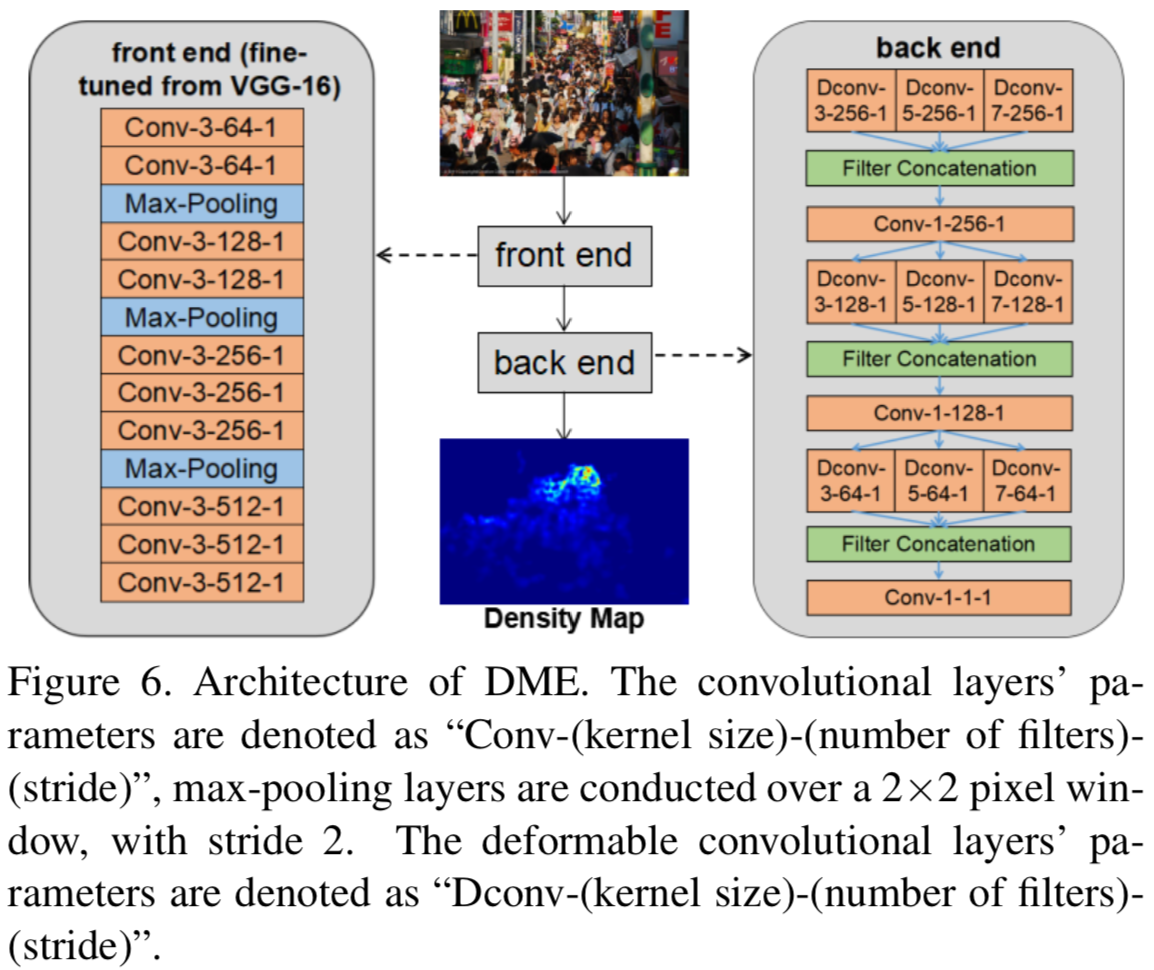 front end (fine-
tuned from VGG-16)
Conv-3-64-1
Conv-3-64-1
Max-Pooling
Conv-3-128-1
Conv-3-128-1
Max-Pooling
Conv-3-256-1
Conv-3-256-1
Conv-3-256-1
Max-Pooling
Conv-3-512-1
Conv-3-512-1
Conv-3-512-1
front end
back end
Density Map
back end
Dconv-
3-256-1
Dconv-
5-256-1
Dconv-
7-256-1
Filter Concatenation
Conv-1-256-1
Dconv-
3-128-1
Dconv-
5-128-1
Dconv-
7-128-1
Filter Concatenation
Conv-1-128-1
Dconv-
3-64-1
Dconv-
5-64-1
Dconv-
7-64-1
Filter Concatenation
Conv-1-1-1
Figure 6. Architecture of DME. The convolutional layers’ pa-
rameters are denoted as “Conv-(kernel size)-(number of filters)-
(stride)”, max-pooling layers are conducted over a 2×2 pixel win-
dow, with stride 2. The deformable convolutional layers’ pa-
rameters are denoted as “Dconv-(kernel size)-(number of filters)-
(stride)”.